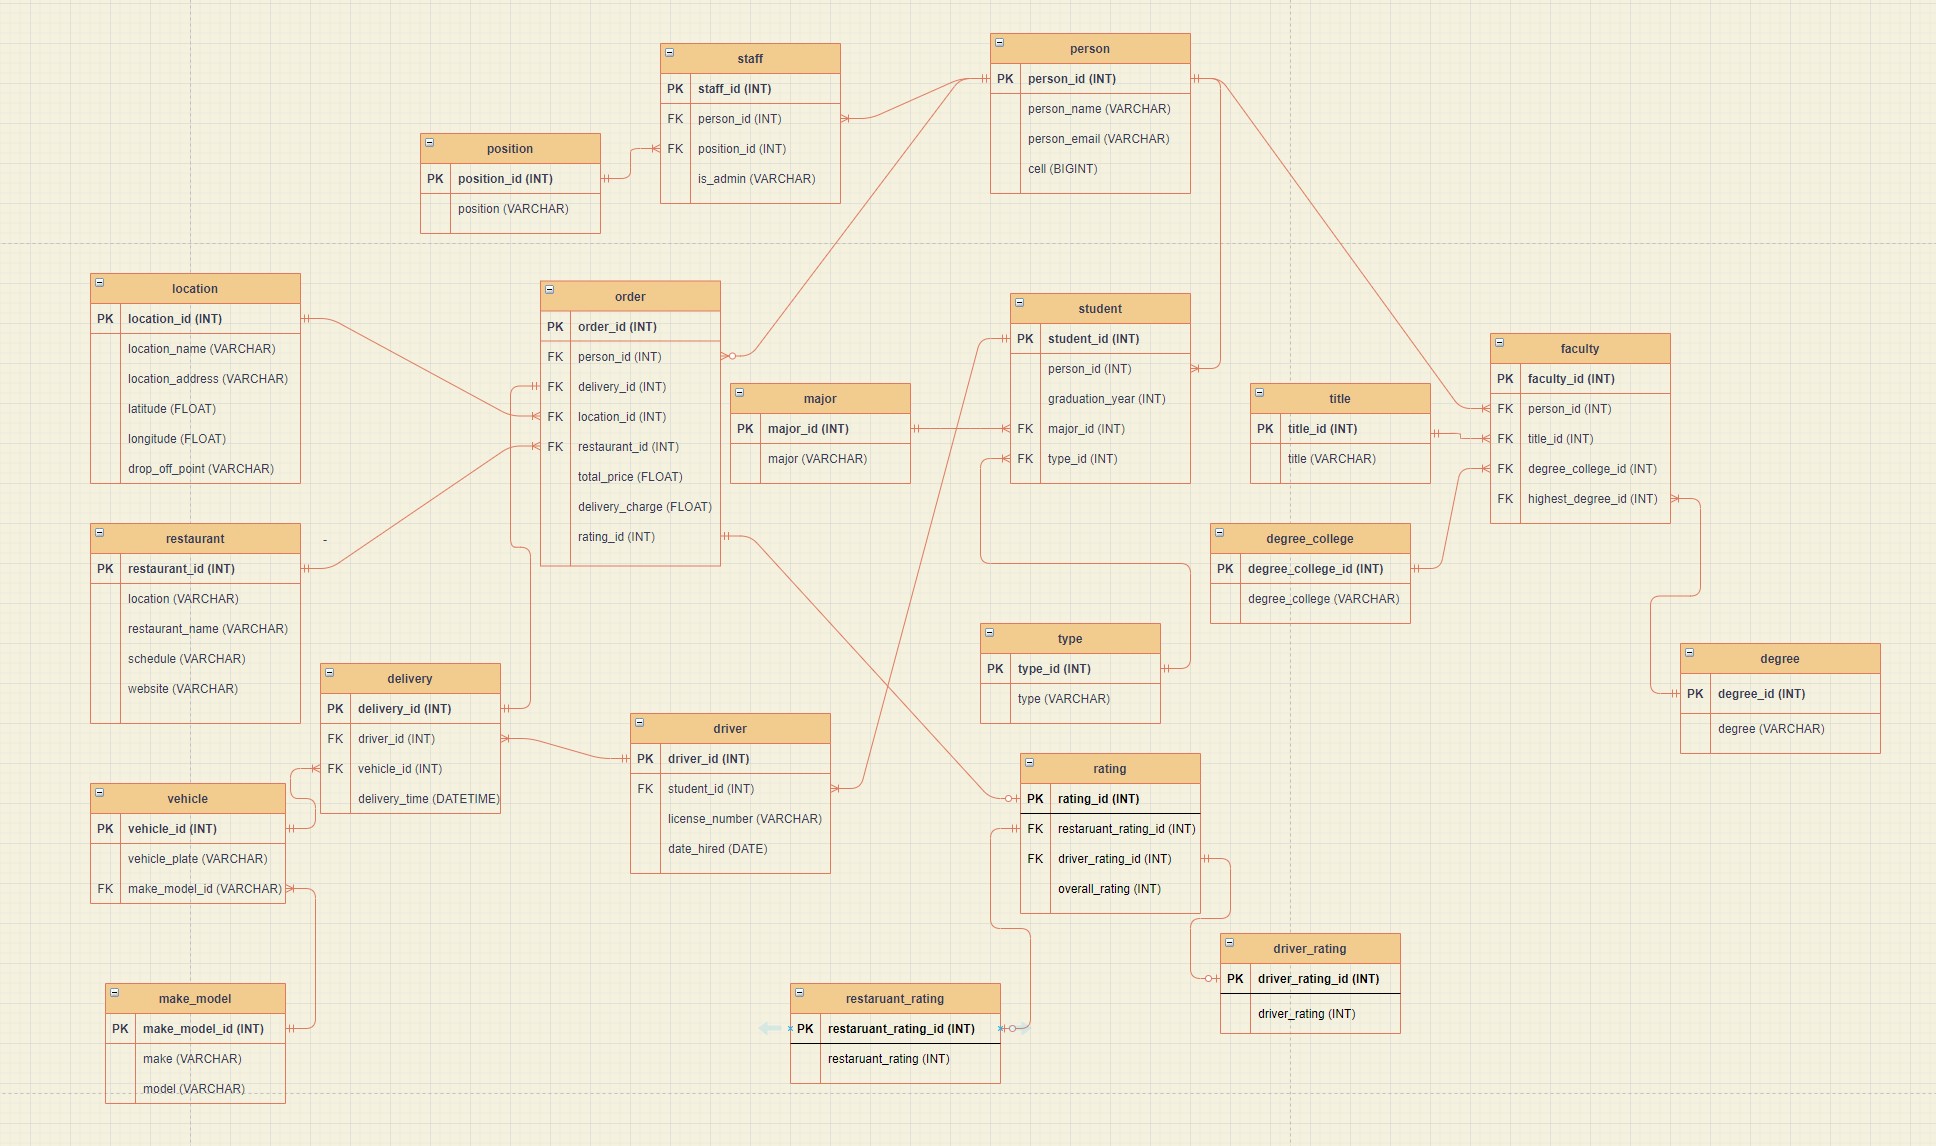 staff
PK staff_id (INT)
FK person_id (INT)
FK position_id (INT)
is_admin (VARCHAR)
person
PK person_id (INT)
person_name (VARCHAR)
person_email (VARCHAR)
cell (BIGINT)
position
PK position_id (INT)
position (VARCHAR)
location
PK location_id (INT)
location_name (VARCHAR)
location_address (VARCHAR)
latitude (FLOAT)
longitude (FLOAT)
drop_off_point (VARCHAR)
order
PK order_id (INT)
FK person_id (INT)
FK delivery_id (INT)
FK location_id (INT)
FK restaurant_id (INT)
total_price (FLOAT)
delivery_charge (FLOAT)
rating_id (INT)
major
PK major_id (INT)
major (VARCHAR)
student
PK student_id (INT)
person_id (INT)
graduation_year (INT)
FK major_id (INT)
FK type_id (INT)
title
PK title_id (INT)
title (VARCHAR)
faculty
PK faculty_id (INT)
FK person_id (INT)
FK title_id (INT)
FK degree_college_id (INT)
FK highest_degree_id (INT)
restaurant
PK restaurant_id (INT)
location (VARCHAR)
restaurant_name (VARCHAR)
schedule (VARCHAR)
website (VARCHAR)
-
degree_college
PK degree_college_id (INT)
degree_college (VARCHAR)
type
PK type_id (INT)
type (VARCHAR)
degree
PK degree_id (INT)
degree (VARCHAR)
delivery
PK delivery_id (INT)
FK driver_id (INT)
FK vehicle_id (INT)
delivery_time (DATETIME)
driver
PK driver_id (INT)
FK student_id (INT)
license_number (VARCHAR)
date_hired (DATE)
rating
PK rating_id (INT)
FK restaruant_rating_id (INT)
FK driver_rating_id (INT)
overall_rating (INT)
vehicle
PK vehicle_id (INT)
vehicle_plate (VARCHAR)
FK make_model_id (VARCHAR)
driver_rating
PK driver_rating_id (INT)
driver_rating (INT)
make_model
PK make_model_id (INT)
make (VARCHAR)
model (VARCHAR)
restaruant_rating
PK restaruant_rating_id (INT)
restaruant_rating (INT)